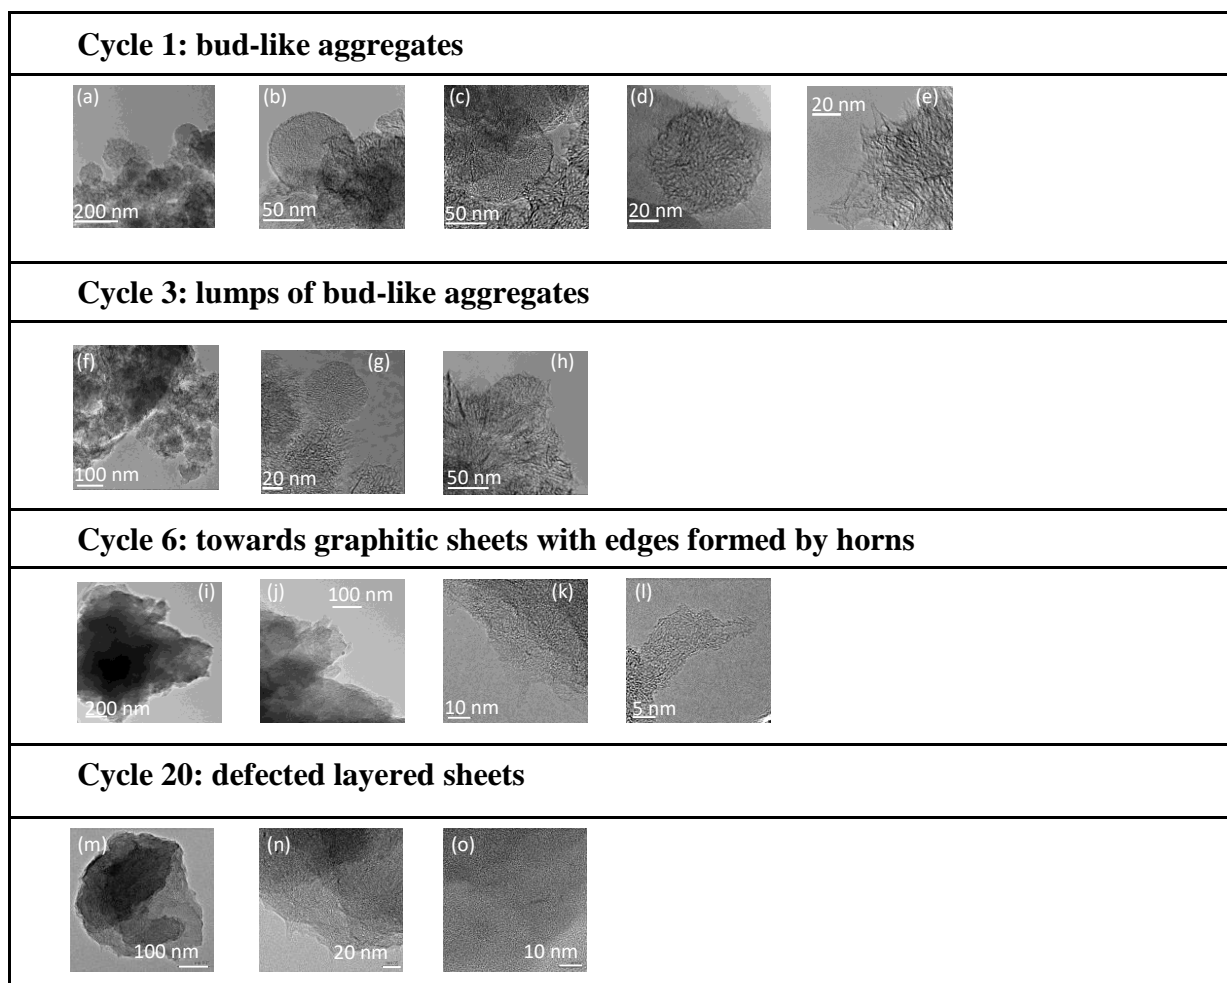 Cycle 1: bud-like aggregates
(a) (b) (c) (d) 20 nm (e)
200 nm 50 nm 50 nm 20 nm
Cycle 3: lumps of bud-like aggregates
(f) (g) (h)
100 nm 20 nm 50 nm
Cycle 6: towards graphitic sheets with edges formed by horns
(i) (j) 100 nm (k) (l)
200 nm 10 nm 5 nm
Cycle 20: defected layered sheets
(m) (n) (o)
100 nm 20 nm 10 nm